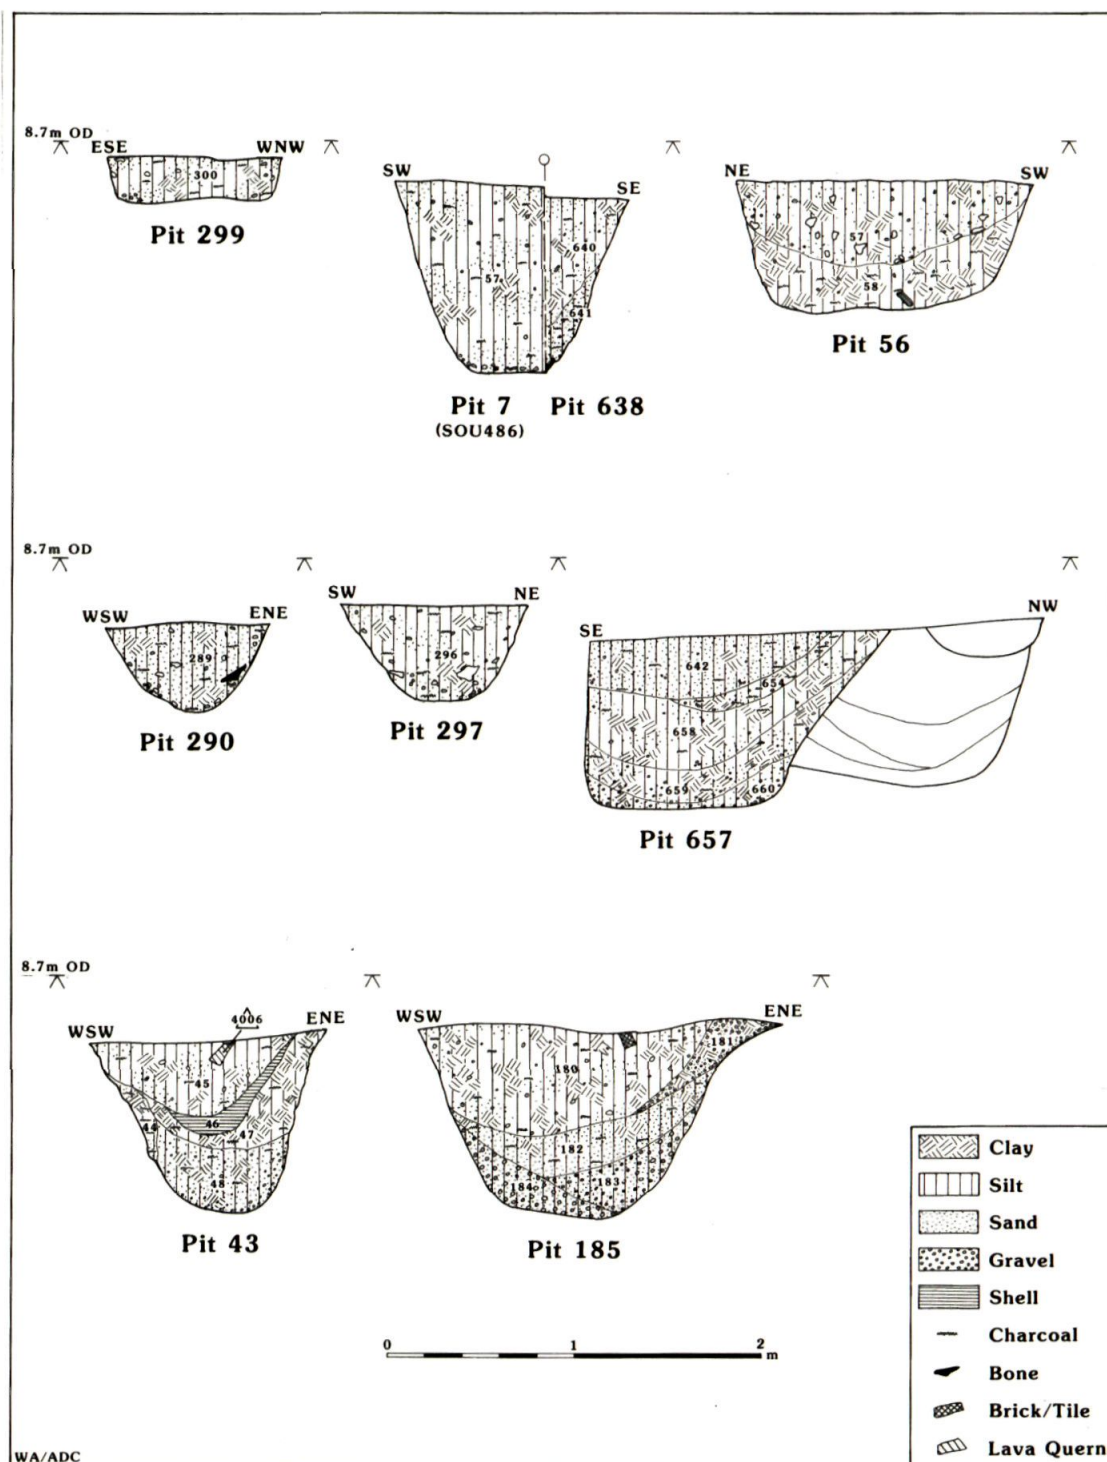 8.7m OD
ESE WNW
300
Pit 299
SW SE
57 640
641
Pit 7 Pit 638
(SOU486)
NE SW
57
58
Pit 56
8.7m OD
WSW ENE
289
Pit 290
SW NE
296
Pit 297
SE NW
642
654
658
659 660
Pit 657
8.7m OD
WSW ENE
4006
45
44 46 47
48
Pit 43
WSW ENE
180 181
182
184 183
Pit 185
0 1 2
m
Clay
Silt
Sand
Gravel
Shell
Charcoal
Bone
Brick/Tile
Lava Quern
WA/ADC